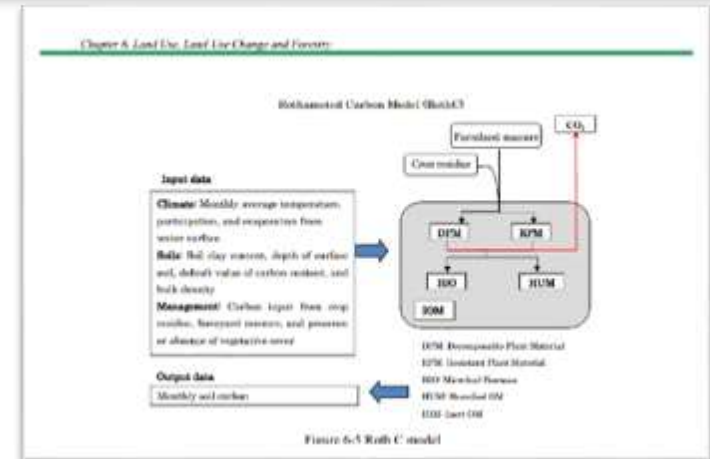 Chapter 6. Land Use, Land Use Change and Forestry
Rothamsted Carbon Model (RothC)
CO₂
Farmland manure
Crop residue
Input data
Climate: Monthly average temperature,
participation, and evaporation from
water surface
Soils: Soil clay content, depth of surface
soil, default value of carbon content, and
bulk density
Management: Carbon input from crop
residue, farmyard manure, and presence
or absence of vegetative cover
DPM
RPM
BIO
HUM
IOM
DPM: Decomposable Plant Material
RPM: Resistant Plant Material
BIO: Microbial Biomass
HUM: Humified OM
IOM: Inert OM
Output data
Monthly soil carbon
Figure 6-5 Roth C model